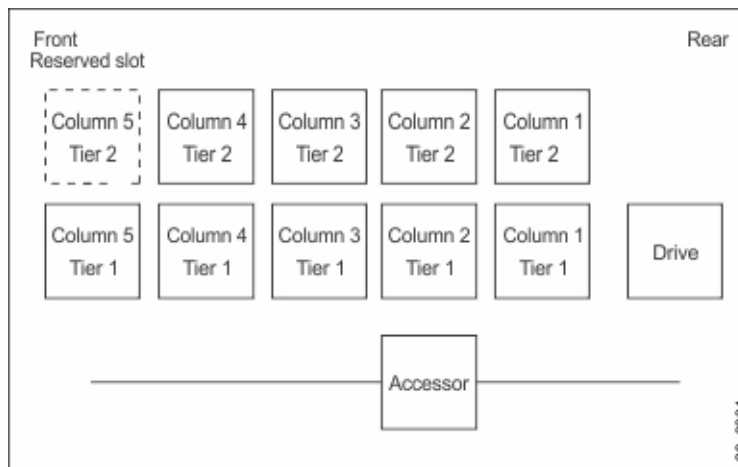 Front
Rear
Reserved slot
Column 5
Column 4
Column 3
Column 2
Column 1
Tier 2
Tier 2
Tier 2
Tier 2
Tier 2
Column 5
Column 4
Column 3
Column 2
Column 1
Drive
Tier 1
Tier 1
Tier 1
Tier 1
Tier 1
Accessor